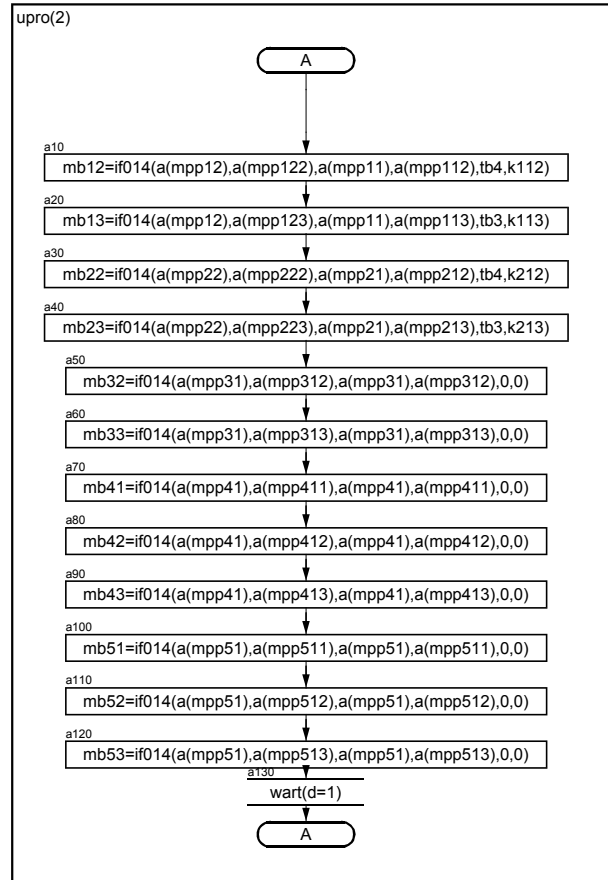 upro(2)
A
a10
mb12=if014(a(mpp12),a(mpp122),a(mpp11),a(mpp112),tb4,k112)
a20
mb13=if014(a(mpp12),a(mpp123),a(mpp11),a(mpp113),tb3,k113)
a30
mb22=if014(a(mpp22),a(mpp222),a(mpp21),a(mpp212),tb4,k212)
a40
mb23=if014(a(mpp22),a(mpp223),a(mpp21),a(mpp213),tb3,k213)
a50
mb32=if014(a(mpp31),a(mpp312),a(mpp31),a(mpp312),0,0)
a60
mb33=if014(a(mpp31),a(mpp313),a(mpp31),a(mpp313),0,0)
a70
mb41=if014(a(mpp41),a(mpp411),a(mpp41),a(mpp411),0,0)
a80
mb42=if014(a(mpp41),a(mpp412),a(mpp41),a(mpp412),0,0)
a90
mb43=if014(a(mpp41),a(mpp413),a(mpp41),a(mpp413),0,0)
a100
mb51=if014(a(mpp51),a(mpp511),a(mpp51),a(mpp511),0,0)
a110
mb52=if014(a(mpp51),a(mpp512),a(mpp51),a(mpp512),0,0)
a120
mb53=if014(a(mpp51),a(mpp513),a(mpp51),a(mpp513),0,0)
a130
wart(d=1)
A